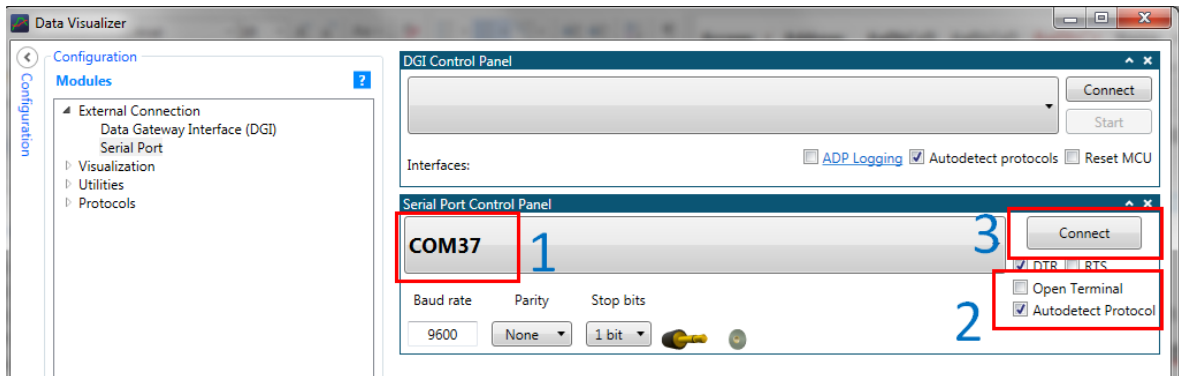 Data Visualizer
Configuration
Configuration
Modules
?
External Connection
Data Gateway Interface (DGI)
Serial Port
Visualization
Utilities
Protocols
DGI Control Panel
Connect
Start
Interfaces:
ADP Logging Autodetect protocols Reset MCU
Serial Port Control Panel
COM37
1
3
Connect
DTR RTS
Open Terminal
Autodetect Protocol
2
Baud rate Parity Stop bits
9600 None 1 bit